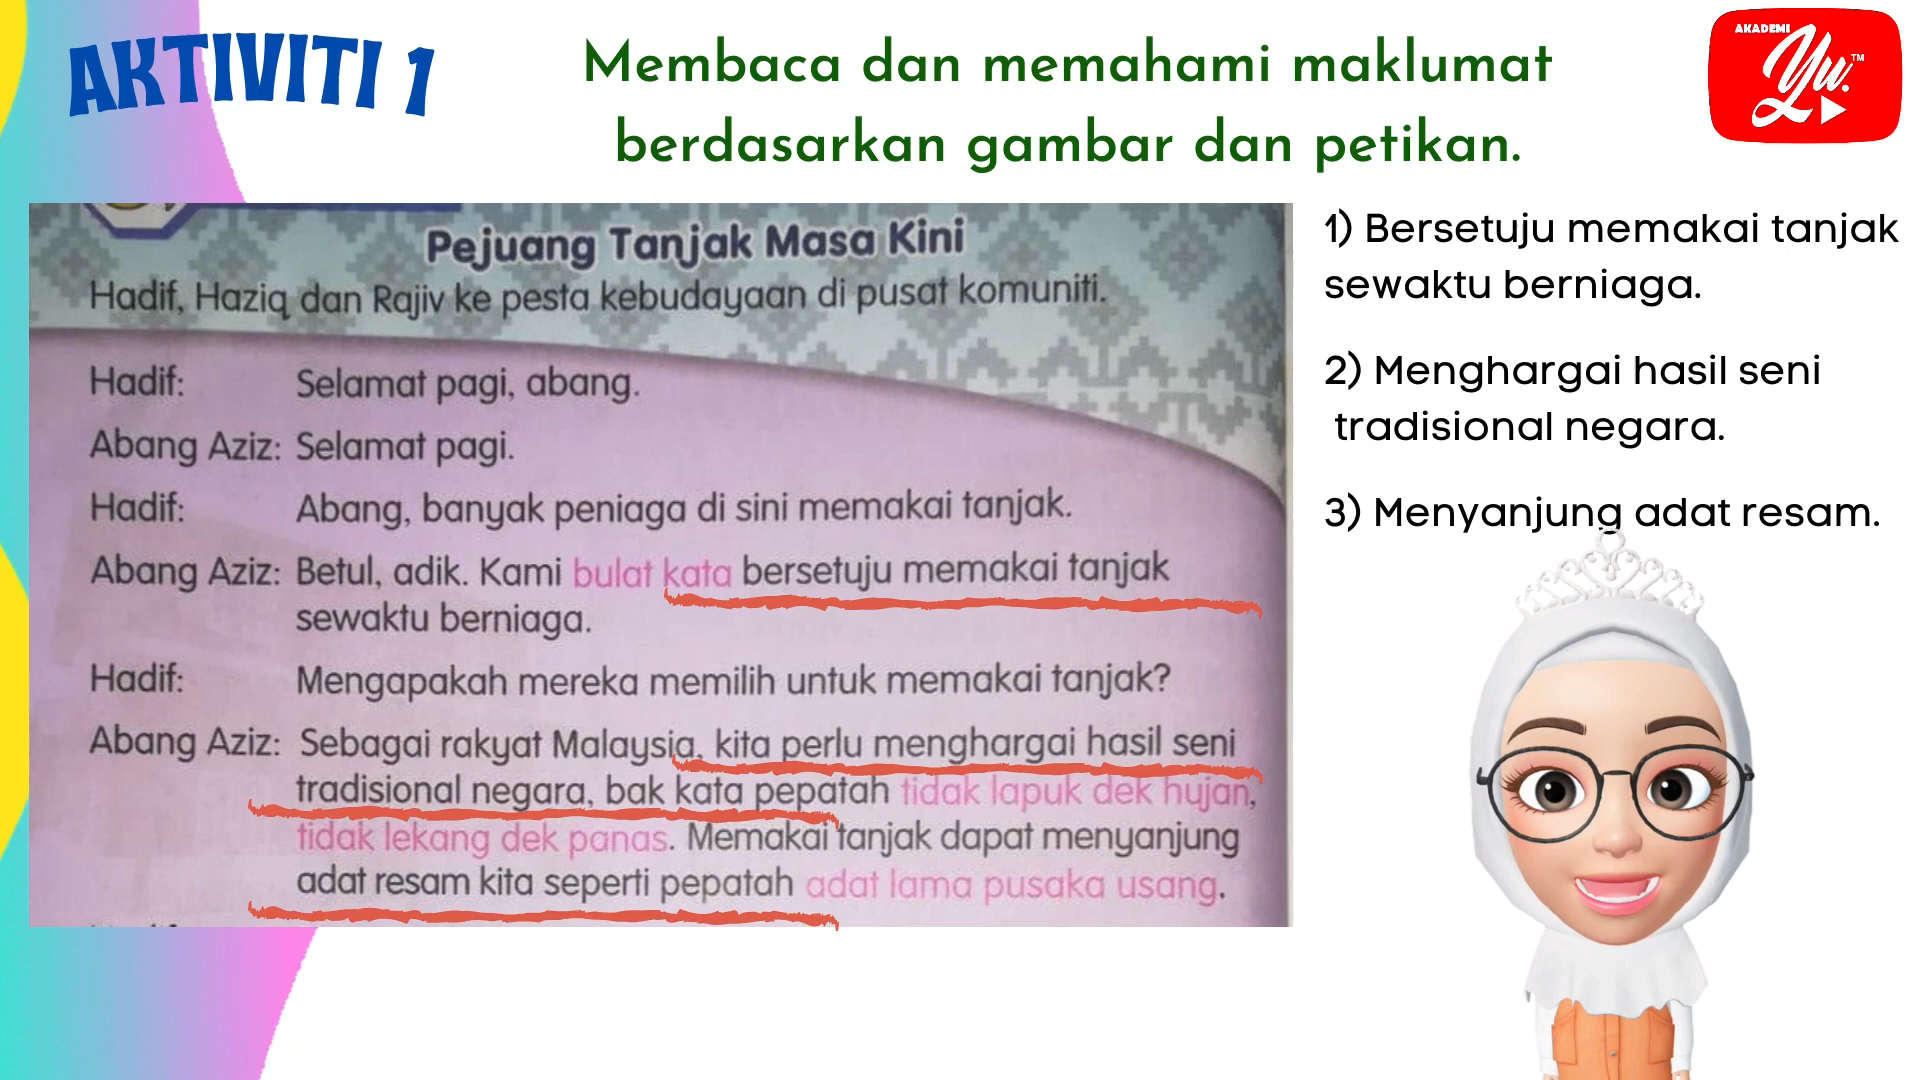 AKTIVITI 1
Membaca dan memahami maklumat
berdasarkan gambar dan petikan.
AKADEMI
Yu.™
Pejuang Tanjak Masa Kini
Hadif, Haziq dan Rajiv ke pesta kebudayaan di pusat komuniti.
Hadif: Selamat pagi, abang.
Abang Aziz: Selamat pagi.
Hadif: Abang, banyak peniaga di sini memakai tanjak.
Abang Aziz: Betul, adik. Kami bulat kata bersetuju memakai tanjak
sewaktu berniaga.
Hadif: Mengapakah mereka memilih untuk memakai tanjak?
Abang Aziz: Sebagai rakyat Malaysia, kita perlu menghargai hasil seni
tradisional negara, bak kata pepatah tidak lapuk dek hujan,
tidak lekang dek panas. Memakai tanjak dapat menyanjung
adat resam kita seperti pepatah adat lama pusaka usang.
1) Bersetuju memakai tanjak
sewaktu berniaga.
2) Menghargai hasil seni
tradisional negara.
3) Menyanjung adat resam.